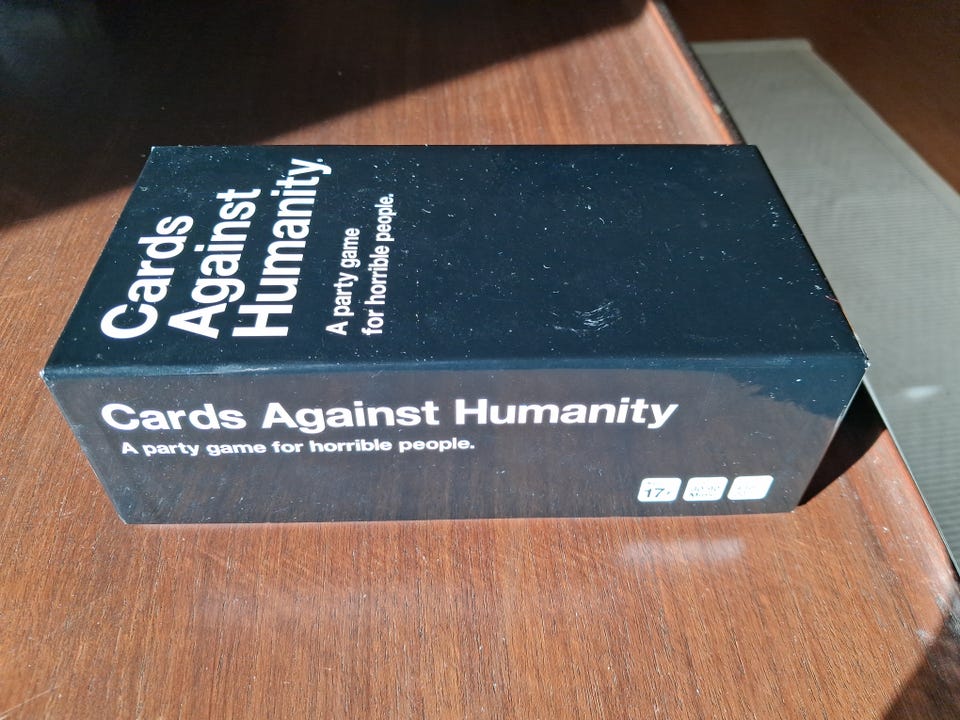 Cards
Against
Humanity.
A party game
for horrible people.
Cards Against Humanity
A party game for horrible people.
17+